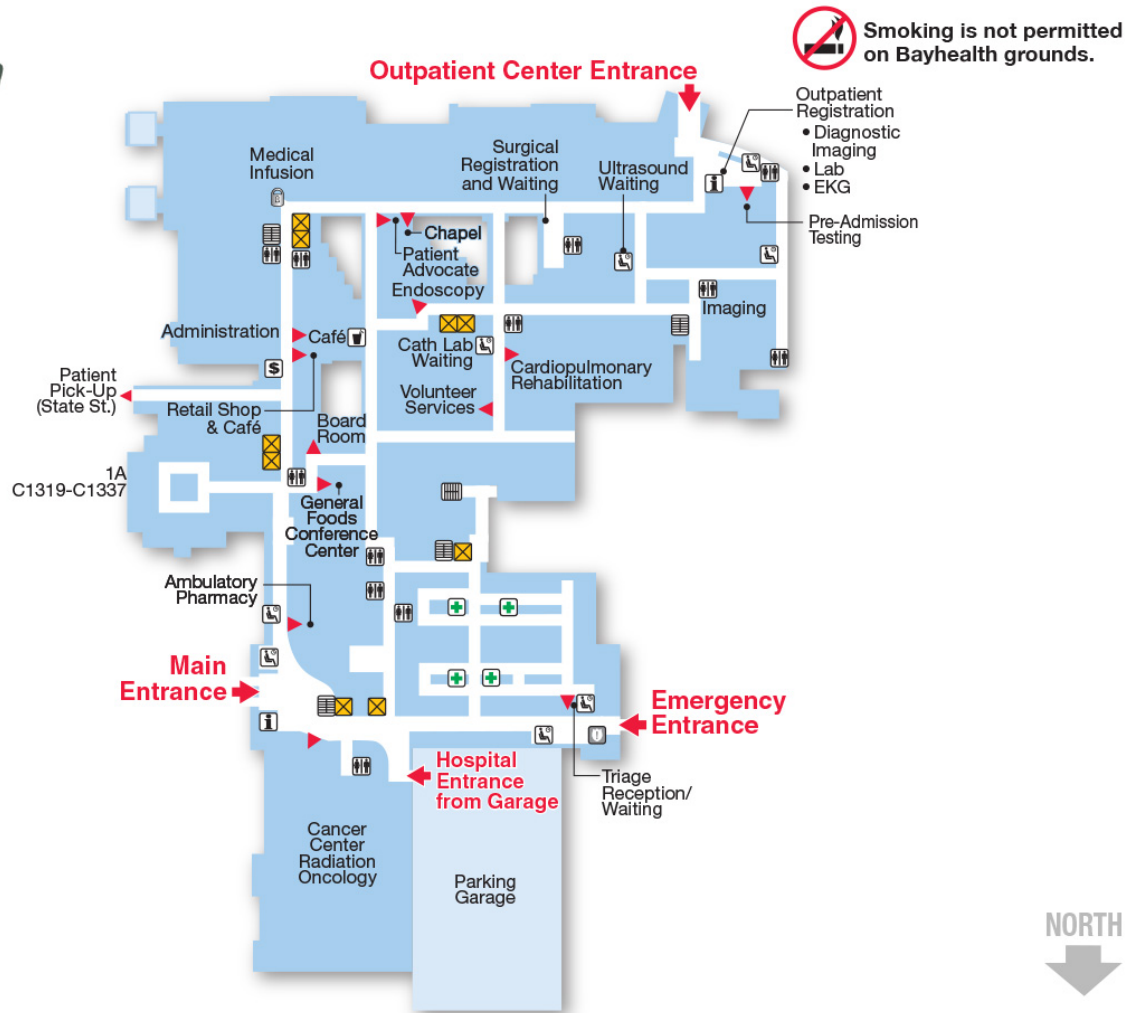 Smoking is not permitted
on Bayhealth grounds.
Outpatient Center Entrance
Outpatient
Registration
• Diagnostic
Imaging
• Lab
• EKG
Pre-Admission
Testing
Medical
Infusion
Surgical
Registration
and Waiting
Ultrasound
Waiting
i
Chapel
Patient
Advocate
Endoscopy
Imaging
Administration
Café
Cath Lab
Waiting
Cardiopulmonary
Rehabilitation
$
Patient
Pick-Up
(State St.)
Retail Shop
& Café
Volunteer
Services
Board
Room
1A
C1319-C1337
General
Foods
Conference
Center
Ambulatory
Pharmacy
Main
Entrance
i
Emergency
Entrance
Hospital
Entrance
from Garage
Triage
Reception/
Waiting
Cancer
Center
Radiation
Oncology
Parking
Garage
NORTH